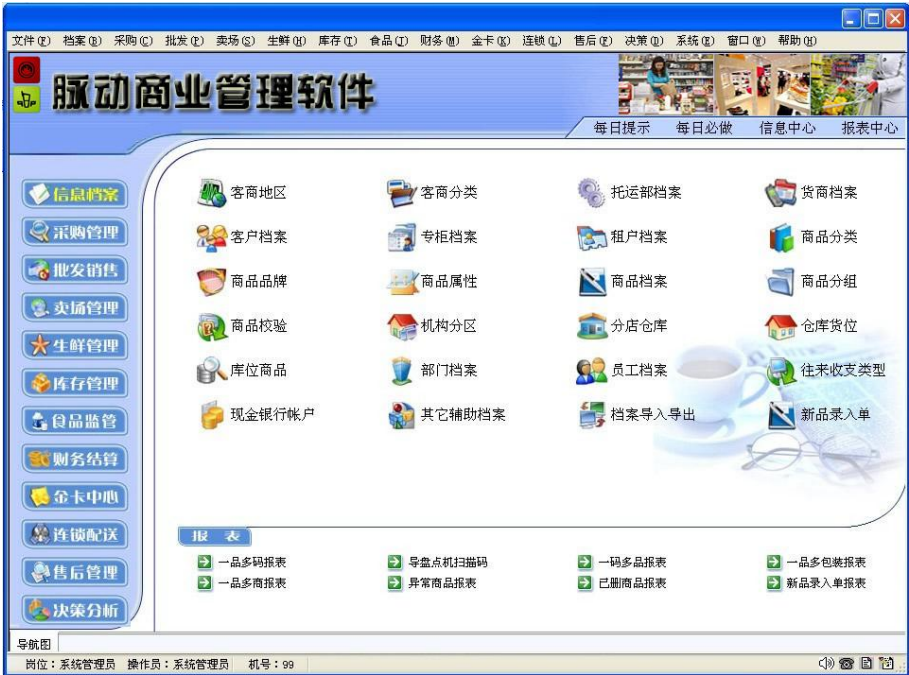 文件(F) 档案(B) 采购(C) 批发(P) 卖场(S) 生鲜(H) 库存(T) 食品(J) 财务(M) 金卡(K) 连锁(L) 售后(R) 决策(D) 系统(E) 窗口(W) 帮助(H)
脉动商业管理软件
每日提示 每日必做 信息中心 报表中心
信息档案
采购管理
批发销售
卖场管理
生鲜管理
库存管理
食品监管
财务结算
金卡中心
连锁配送
售后管理
决策分析
客商地区 客商分类 托运部档案 货商档案
客户档案 专柜档案 租户档案 商品分类
商品品牌 商品属性 商品档案 商品分组
商品校验 机构分区 分店仓库 仓库货位
库位商品 部门档案 员工档案 往来收支类型
现金银行帐户 其它辅助档案 档案导入导出 新品录入单
报 表
一品多码报表 导盘点机扫描码 一码多品报表 一品多包装报表
一品多商报表 异常商品报表 已删商品报表 新品录入单报表
导航图
岗位：系统管理员 操作员：系统管理员 机号：99